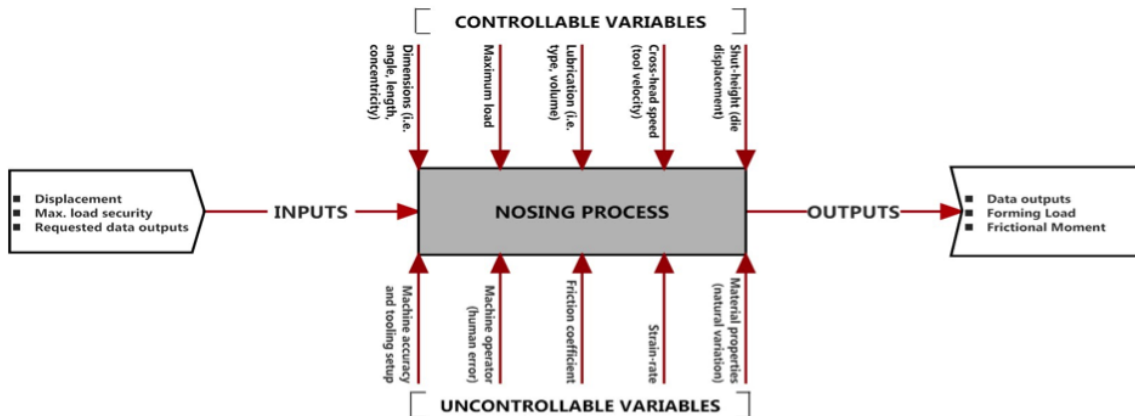 CONTROLLABLE VARIABLES
Dimensions (i.e.
angle, length,
concentricity)
Maximum load
Lubrication (i.e.
type, volume)
Cross-head speed
(tool velocity)
Shut-height (die
displacement)
Displacement
Max. load security
Requested data outputs
INPUTS
NOSING PROCESS
OUTPUTS
Data outputs
Forming Load
Frictional Moment
Machine accuracy
and tooling setup
Machine operator
(human error)
Friction coefficient
Strain-rate
Material properties
(natural variation)
UNCONTROLLABLE VARIABLES